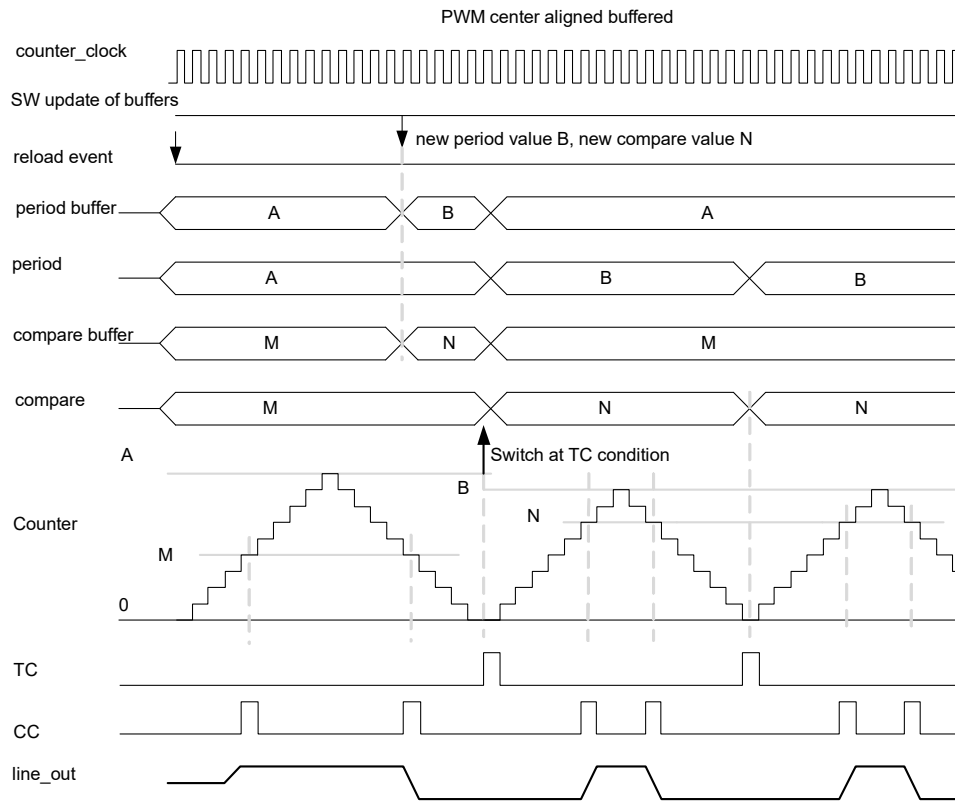 PWM center aligned buffered
counter_clock
SW update of buffers
new period value B, new compare value N
reload event
period buffer A B A
period A B B
compare buffer M N M
compare M N N
A
Switch at TC condition
B
N
Counter
M
0
TC
CC
line_out